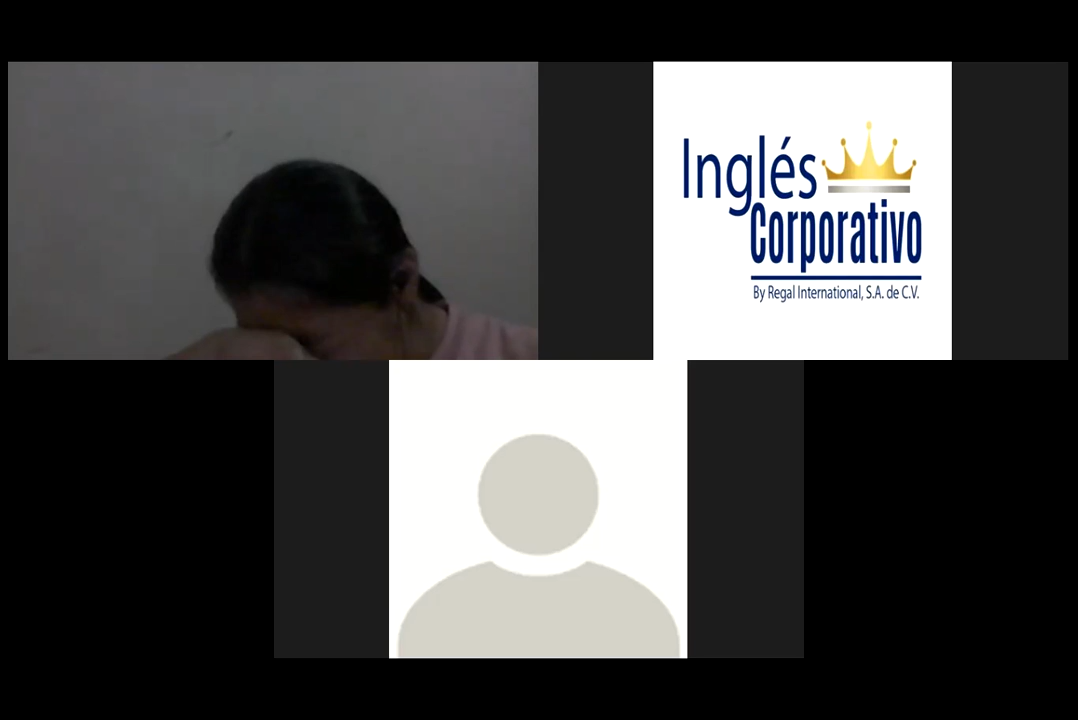 Inglés
Corporativo
By Regal International, S.A. de C.V.